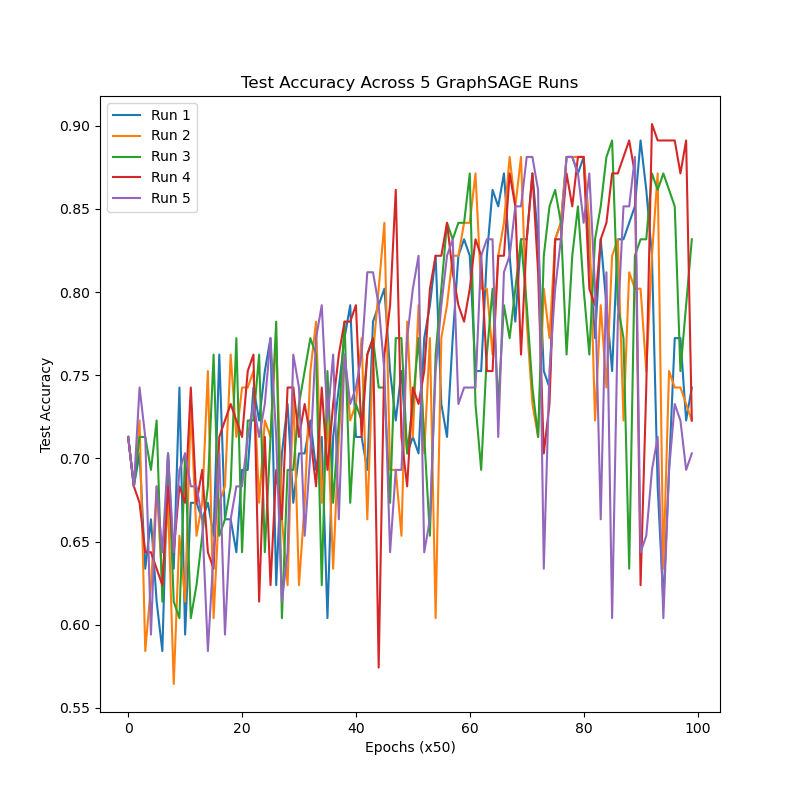 Test Accuracy Across 5 GraphSAGE Runs
Run 1
Run 2
Run 3
Run 4
Run 5
Test Accuracy
0.90
0.85
0.80
0.75
0.70
0.65
0.60
0.55
0 20 40 60 80 100
Epochs (x50)